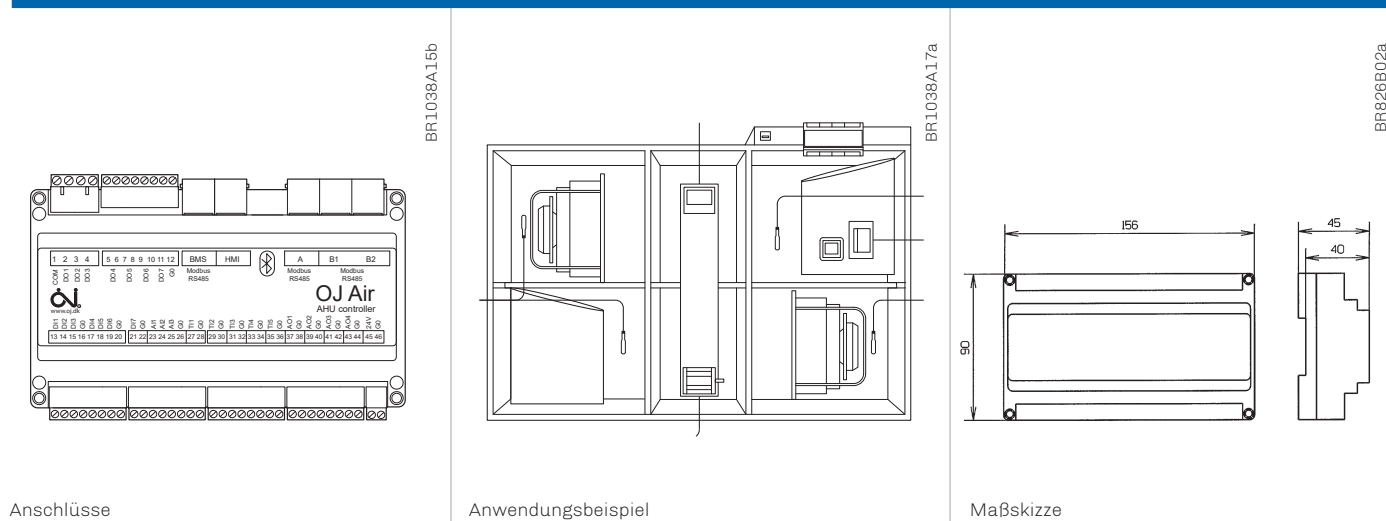 BR1038A15b
1 2 3 4 5 6 7 8 9 10 11 12 BMS HMI A B1 B2
COM DO1 DO2 DO3 DO4 DO5 DO6 DO7 G0
Modbus RS485 Modbus RS485 Modbus RS485
OJ
www.oj.dk
OJ Air
AHU controller
DI1 DI2 DI3 G0 DI4 DI5 DI6 G0 DI7 G0 AI1 AI2 AI3 G0 TI1 G0 TI2 G0 TI3 G0 TI4 G0 TI5 G0 AO1 G0 AO2 G0 AO3 G0 AO4 G0 24V G0
13 14 15 16 17 18 19 20 21 22 23 24 25 26 27 28 29 30 31 32 33 34 35 36 37 38 39 40 41 42 43 44 45 46
Anschlüsse
BR1038A17a
Anwendungsbeispiel
BR826B02a
156
45
40
90
Maßskizze